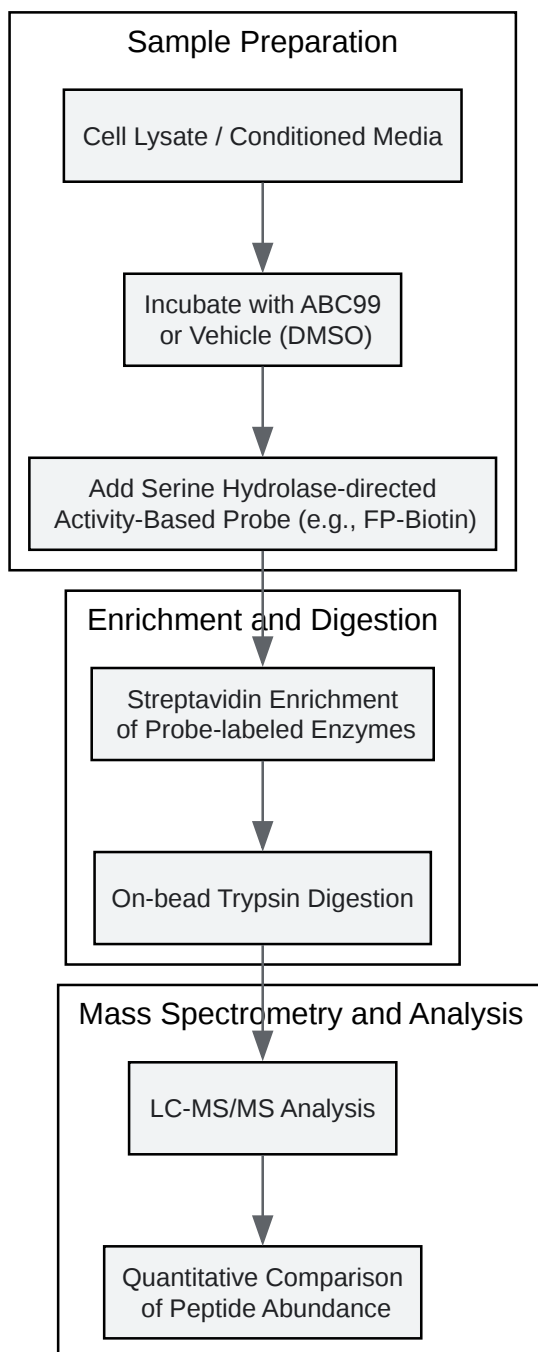 Sample Preparation
Cell Lysate / Conditioned Media
Incubate with ABC99
or Vehicle (DMSO)
Add Serine Hydrolase-directed
Activity-Based Probe (e.g., FP-Biotin)
Enrichment and Digestion
Streptavidin Enrichment
of Probe-labeled Enzymes
On-bead Trypsin Digestion
Mass Spectrometry and Analysis
LC-MS/MS Analysis
Quantitative Comparison
of Peptide Abundance